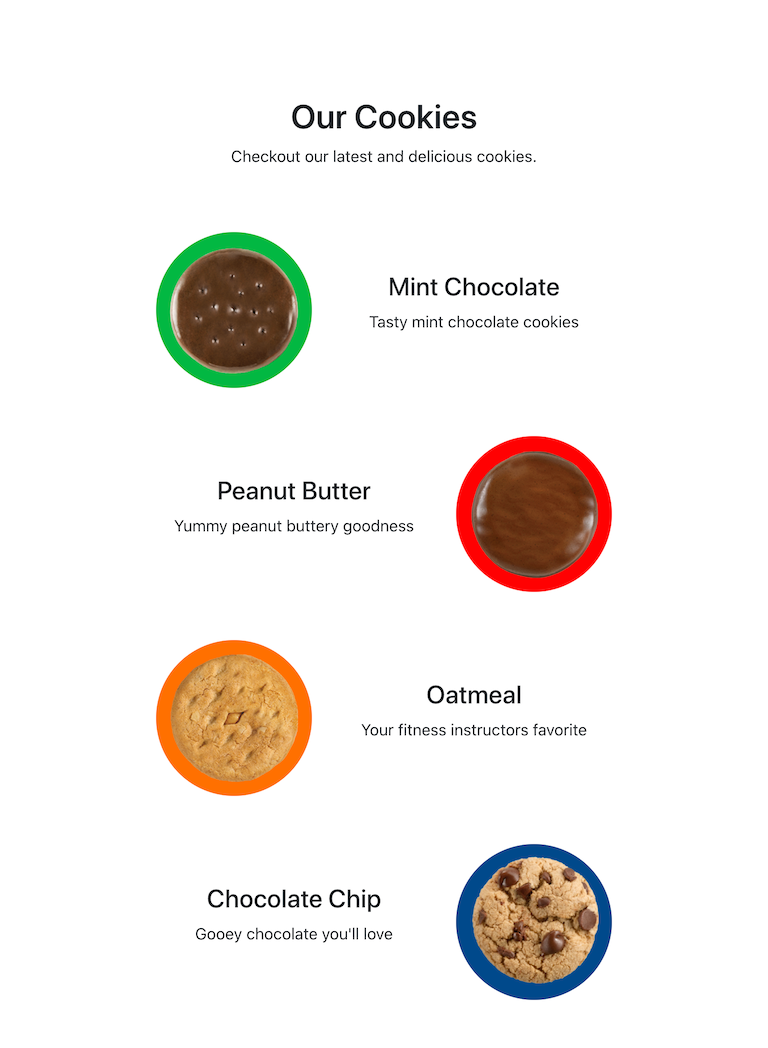 Our Cookies
Checkout our latest and delicious cookies.
Mint Chocolate
Tasty mint chocolate cookies
Peanut Butter
Yummy peanut buttery goodness
Oatmeal
Your fitness instructors favorite
Chocolate Chip
Gooey chocolate you'll love